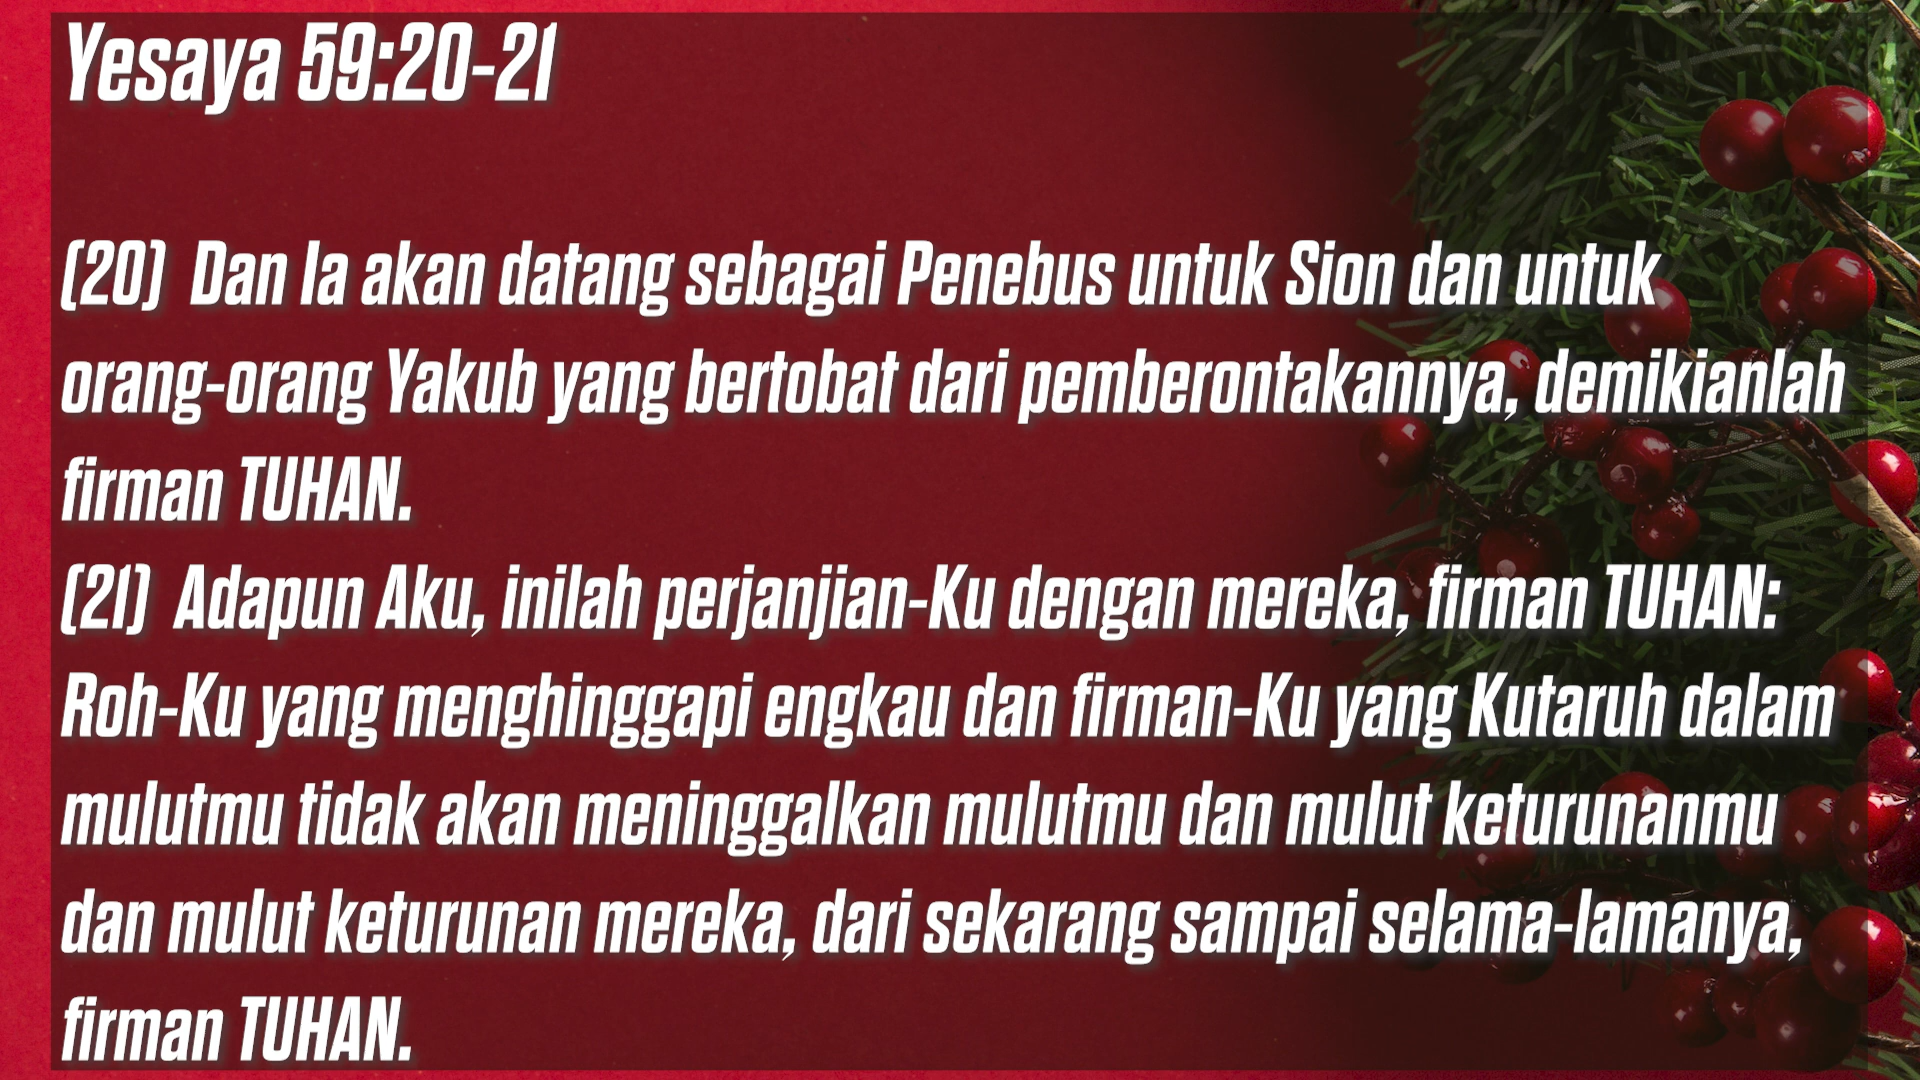 Yesaya 59:20-21
(20) Dan Ia akan datang sebagai Penebus untuk Sion dan untuk
orang-orang Yakub yang bertobat dari pemberontakannya, demikianlah
firman TUHAN.
(21) Adapun Aku, inilah perjanjian-Ku dengan mereka, firman TUHAN:
Roh-Ku yang menghinggapi engkau dan firman-Ku yang Kutaruh dalam
mulutmu tidak akan meninggalkan mulutmu dan mulut keturunanmu
dan mulut keturunan mereka, dari sekarang sampai selama-lamanya,
firman TUHAN.